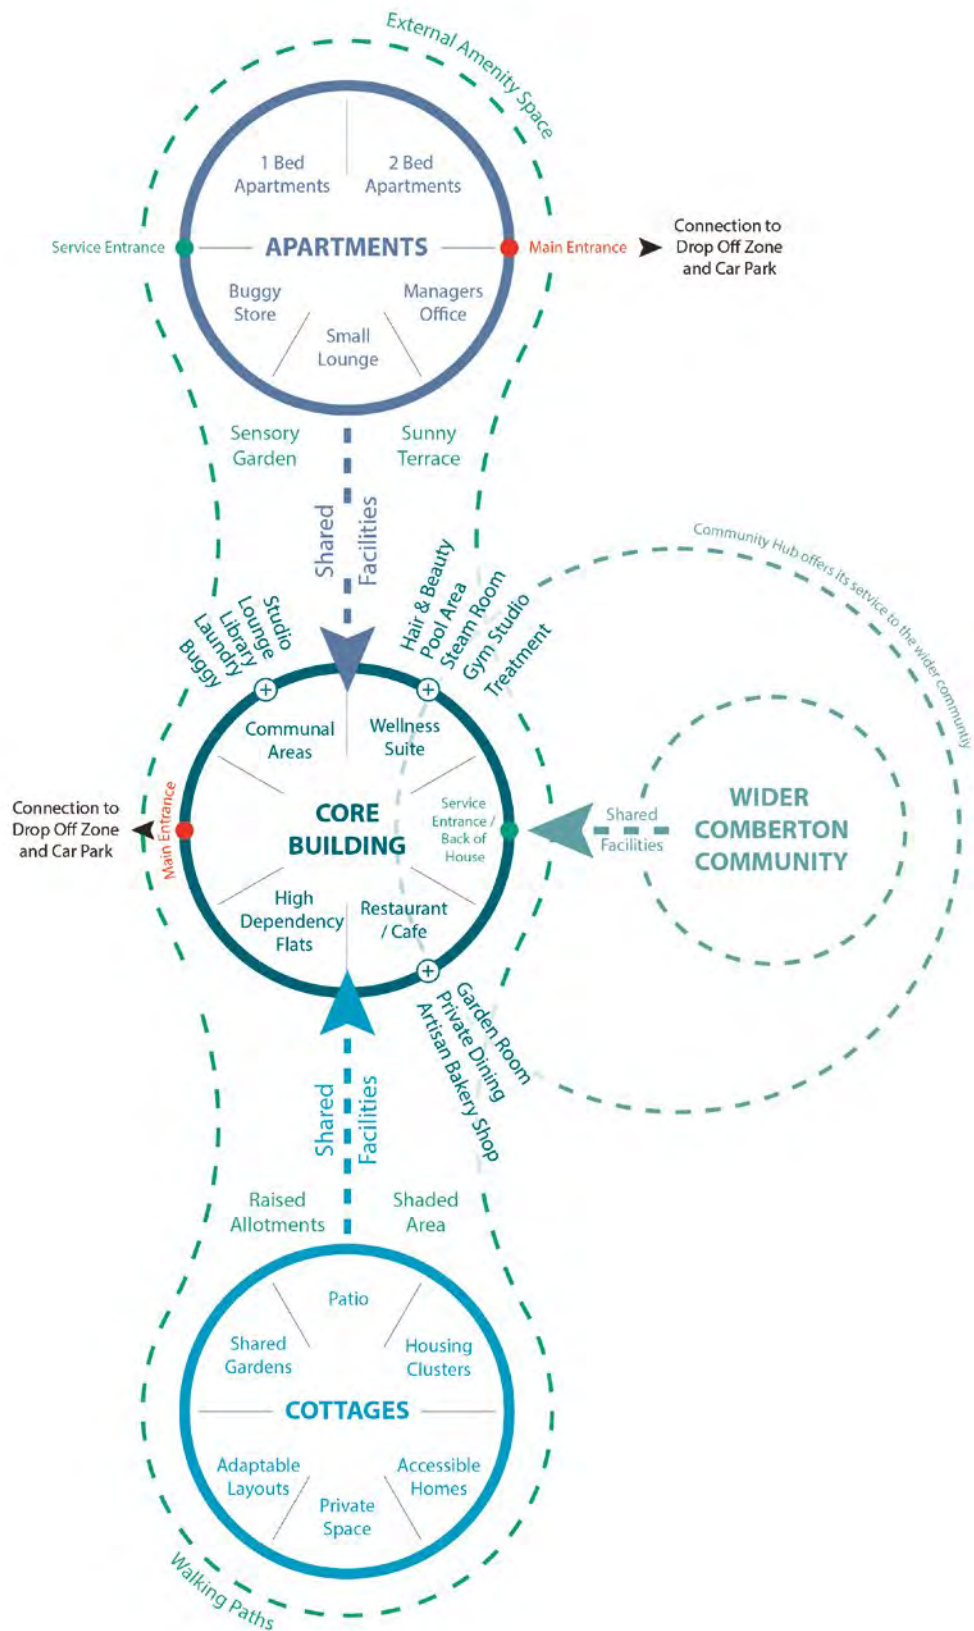 External Amenity Space
1 Bed
Apartments
2 Bed
Apartments
Service Entrance
APARTMENTS
Main Entrance
Connection to
Drop Off Zone
and Car Park
Buggy
Store
Managers
Office
Small
Lounge
Sensory
Garden
Sunny
Terrace
Shared
Facilities
Community Hub offers its service to the wider communtiy
Studio
Lounge
Library
Laundry
Buggy
Hair & Beauty
Pool Area
Steam Room
Gym Studio
Treatment
Communal
Areas
Wellness
Suite
Connection to
Drop Off Zone
and Car Park
Main Entrance
CORE
BUILDING
Service
Entrance /
Back of
House
Shared
Facilities
WIDER
COMBERTON
COMMUNITY
High
Dependency
Flats
Restaurant
/ Cafe
Garden Room
Private Dining
Artisan Bakery Shop
Shared
Facilities
Raised
Allotments
Shaded
Area
Patio
Shared
Gardens
Housing
Clusters
COTTAGES
Adaptable
Layouts
Accessible
Homes
Private
Space
Walking Paths